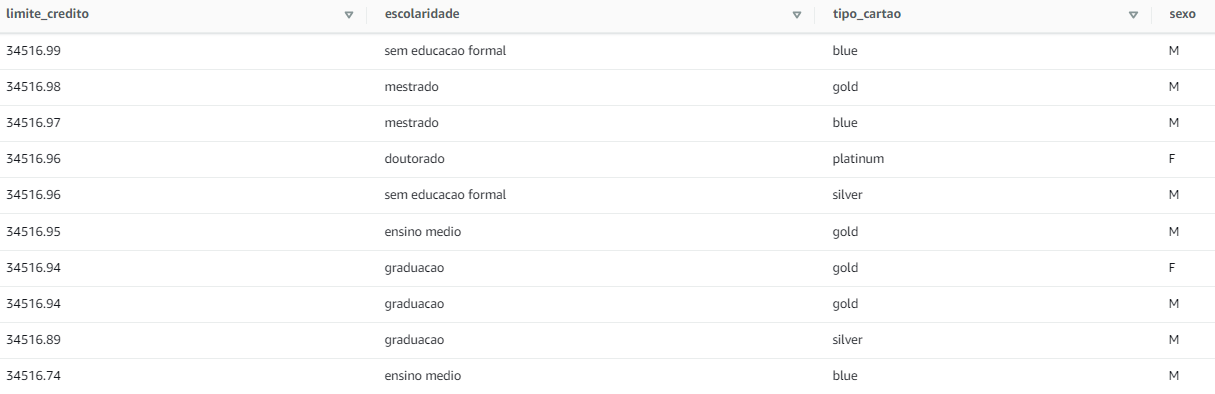 limite_credito escolaridade tipo_cartao sexo
34516.99 sem educacao formal blue M
34516.98 mestrado gold M
34516.97 mestrado blue M
34516.96 doutorado platinum F
34516.96 sem educacao formal silver M
34516.95 ensino medio gold M
34516.94 graduacao gold F
34516.94 graduacao gold M
34516.89 graduacao silver M
34516.74 ensino medio blue M